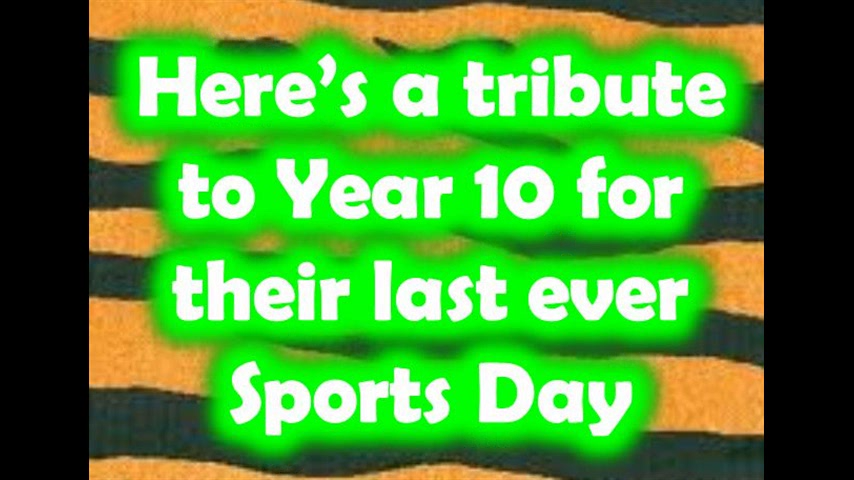 Here’s a tribute
to Year 10 for
their last ever
Sports Day